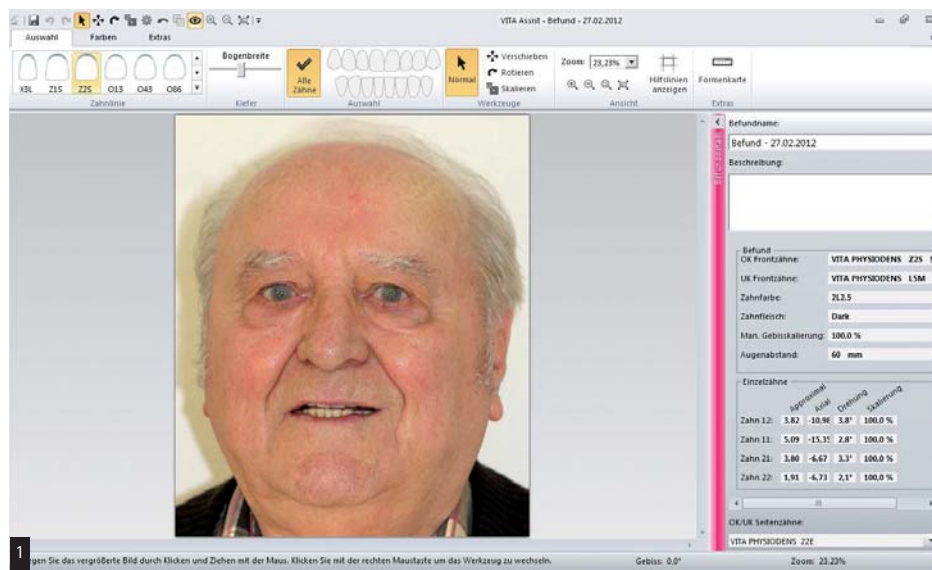 VITA Assist - Befund - 27.02.2012
Auswahl Farben Extras
X3L Z1S Z2S O13 O43 O86
Zahnlinie
Bogenbreite
Kiefer
Alle Zähne
Auswahl
Normal
Verschieben
Rotieren
Skalieren
Werkzeuge
Zoom: 23,23%
Hilfslinien anzeigen
Ansicht
Formenkarte
Extras
Befundname:
Befund - 27.02.2012
Beschreibung:
Befund
OK Frontzähne: VITA PHYSIODENS Z2S
UK Frontzähne: VITA PHYSIODENS L5M
Zahnfarbe: 2L2.5
Zahnfleisch: Dark
Man. Gebisskalierung: 100,0 %
Augenabstand: 60 mm
Einzelzähne
Approximal Axial Drehung Skalierung
Zahn 12: 3,82 -10,98 3,8° 100,0 %
Zahn 11: 5,09 -15,35 2,8° 100,0 %
Zahn 21: 3,80 -6,67 3,3° 100,0 %
Zahn 22: 1,91 -6,73 2,1° 100,0 %
OK/UK Seitenzähne:
VITA PHYSIODENS 22E
1
gen Sie das vergrößerte Bild durch Klicken und Ziehen mit der Maus. Klicken Sie mit der rechten Maustaste um das Werkzeug zu wechseln.
Gebiss: 0,0° Zoom: 23,23%